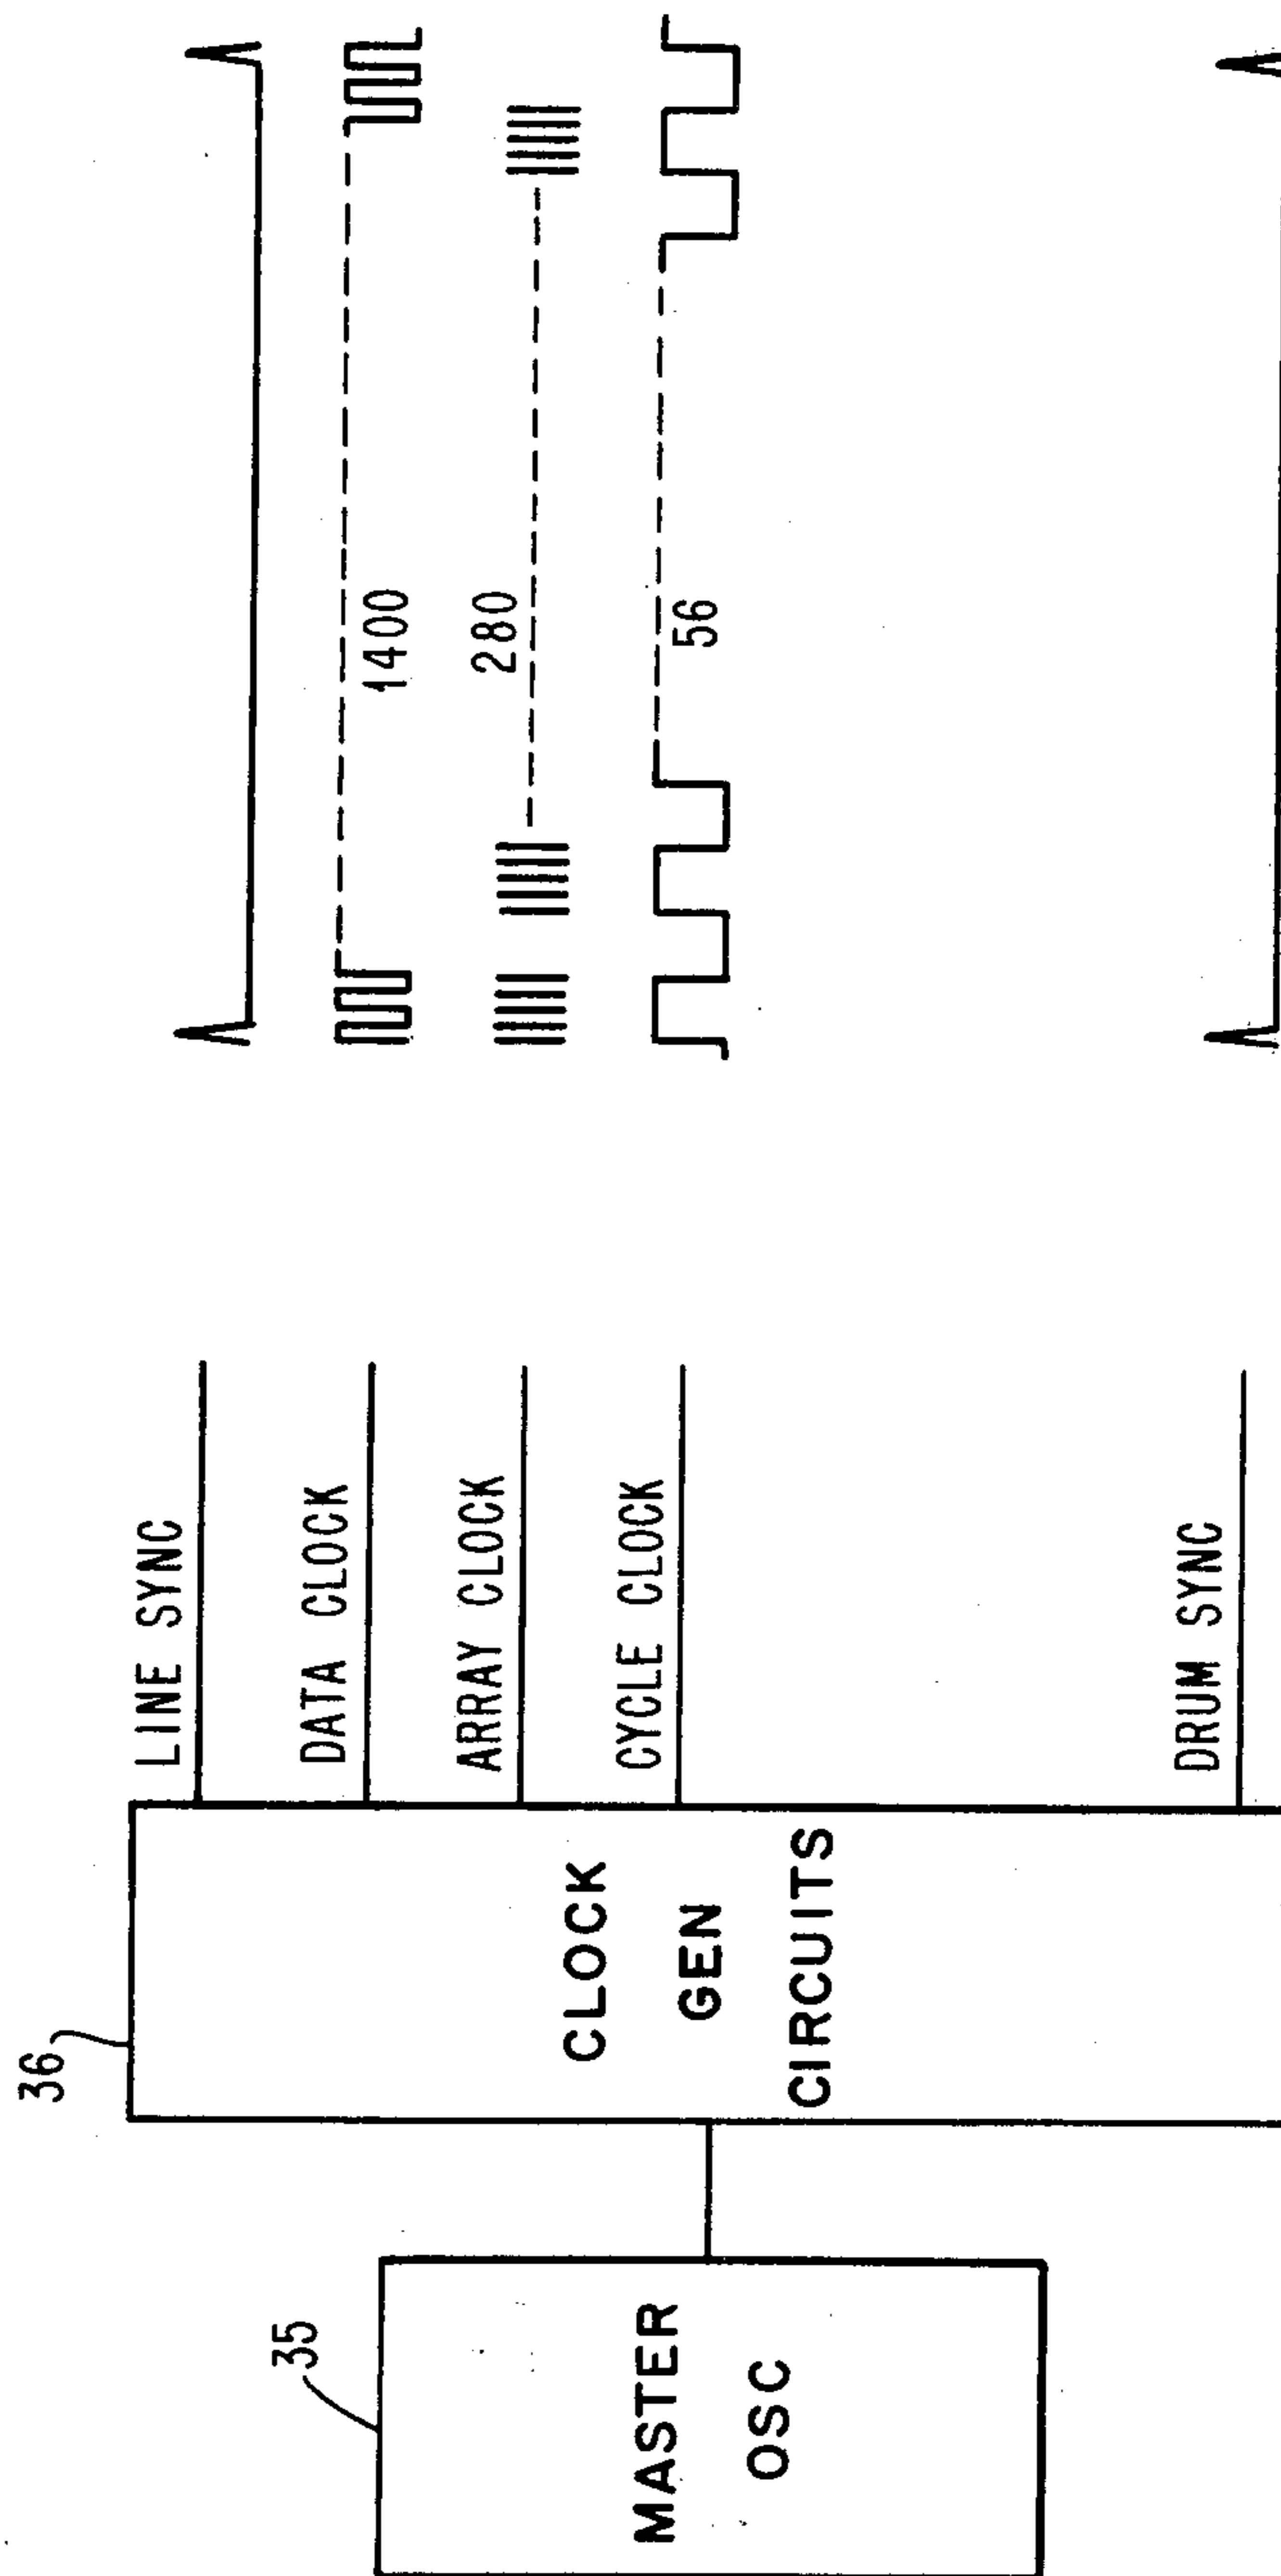 36
35
MASTER
OSC
CLOCK
GEN
CIRCUITS
LINE SYNC
DATA CLOCK
1400
ARRAY CLOCK
280
CYCLE CLOCK
56
DRUM SYNC